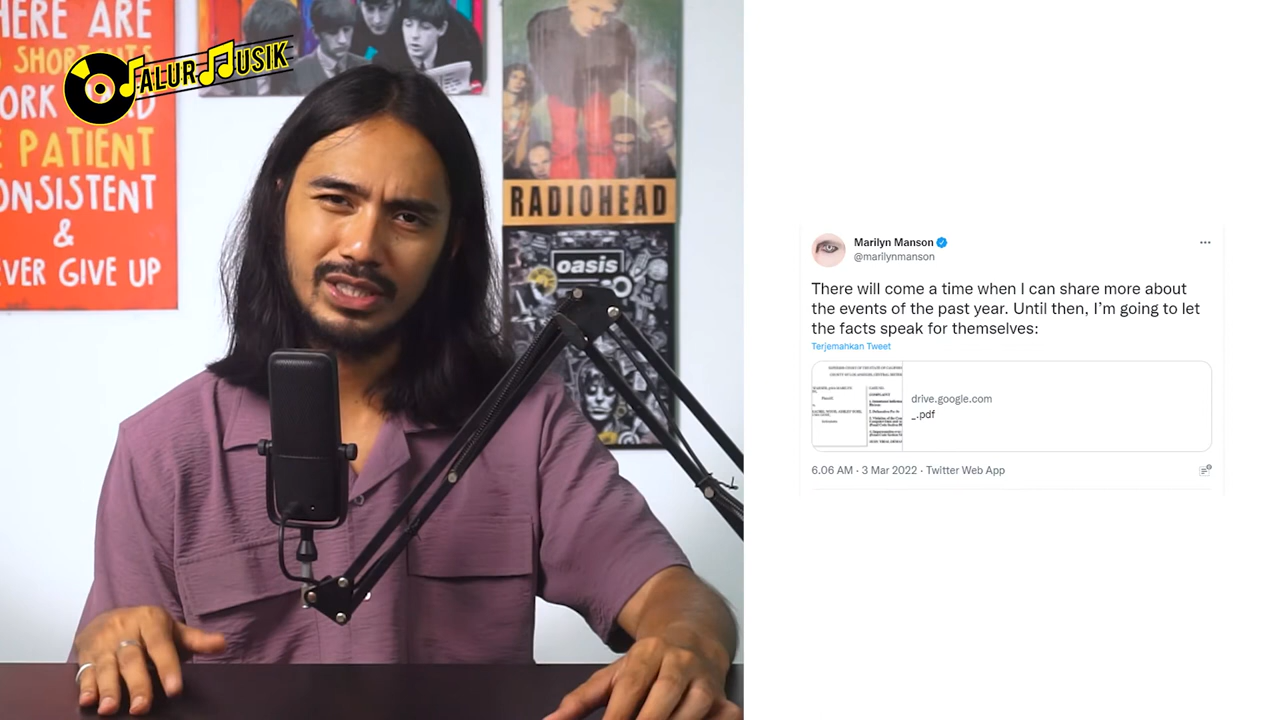 HERE ARE
SHORTCUTS
ORK HARD
E PATIENT
ONSISTENT
&
EVER GIVE UP
ALUR MUSIK
RADIOHEAD
oasis
Marilyn Manson
@marilynmanson
There will come a time when I can share more about
the events of the past year. Until then, I’m going to let
the facts speak for themselves:
Terjemahkan Tweet
drive.google.com
_.pdf
6.06 AM · 3 Mar 2022 · Twitter Web App